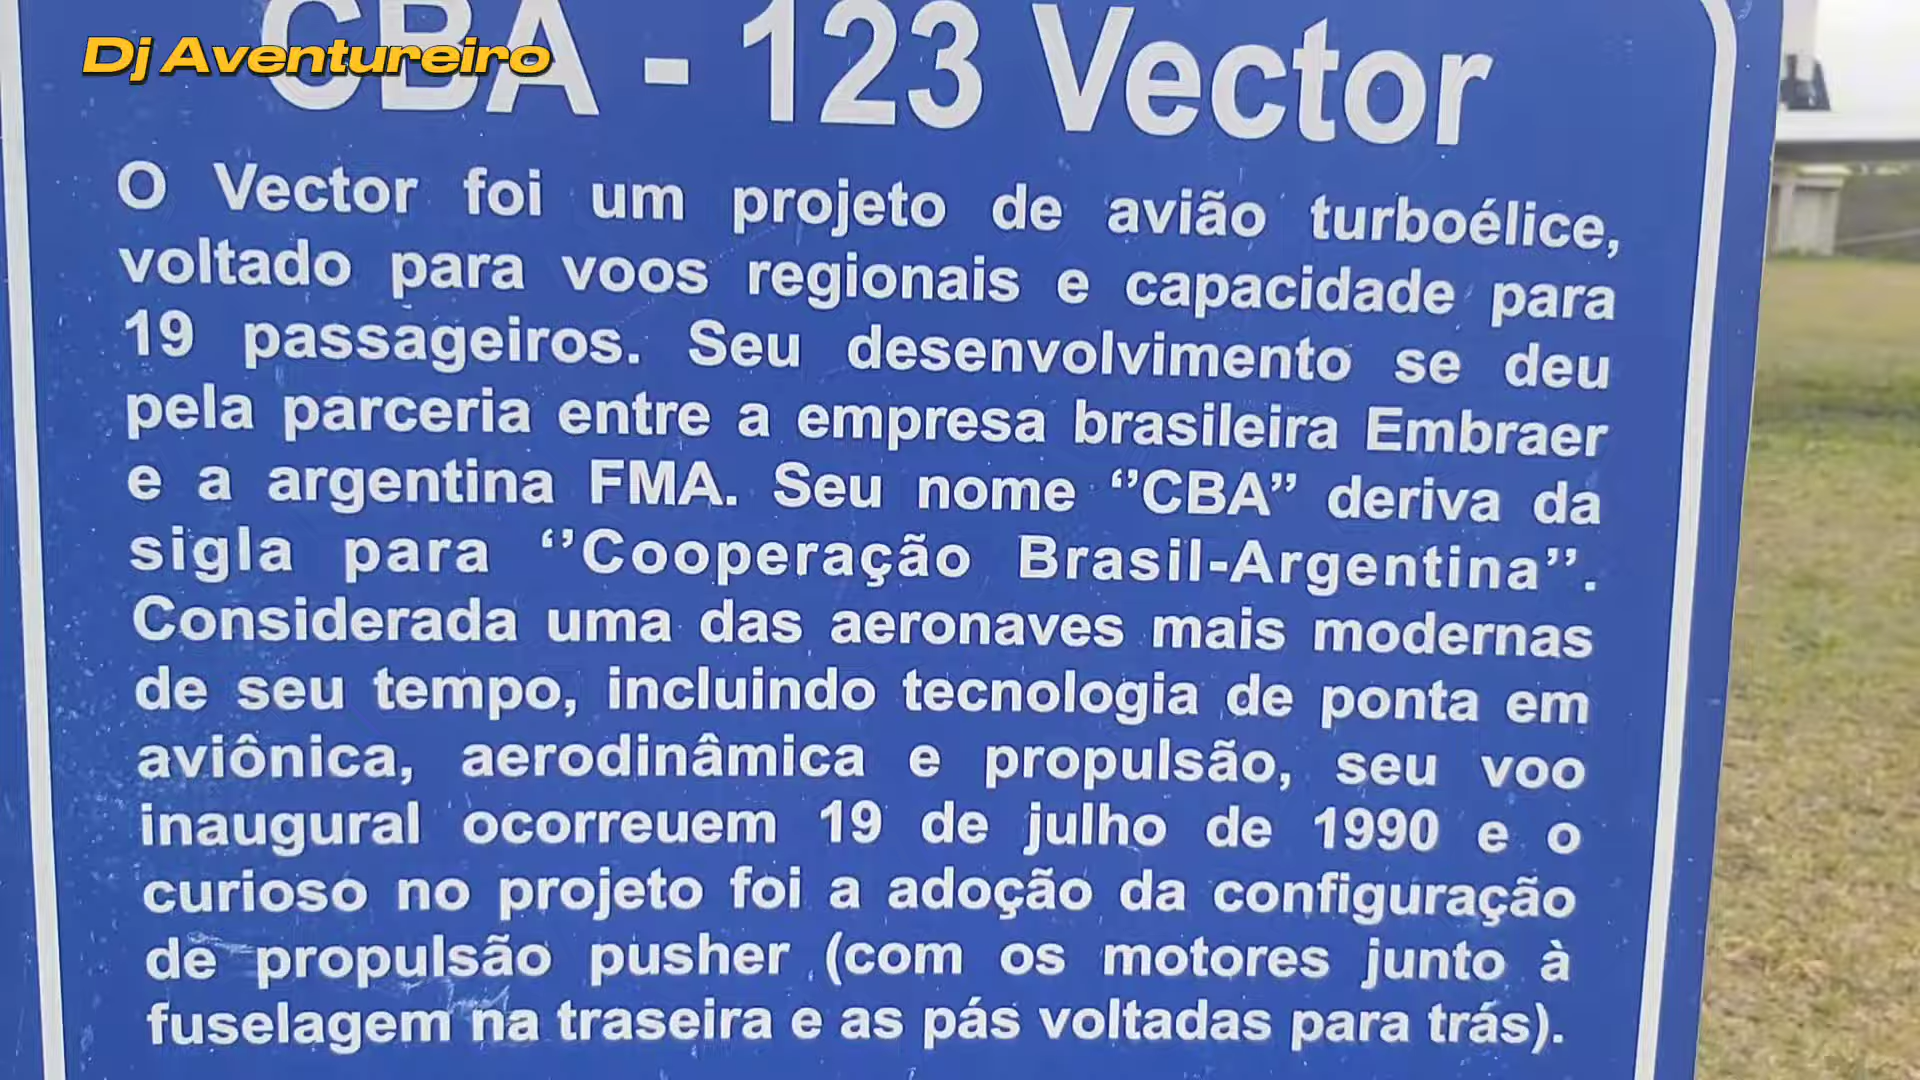 Dj Aventureiro
CBA - 123 Vector
O Vector foi um projeto de avião turboélice,
voltado para voos regionais e capacidade para
19 passageiros. Seu desenvolvimento se deu
pela parceria entre a empresa brasileira Embraer
e a argentina FMA. Seu nome ‘’CBA’’ deriva da
sigla para ‘’Cooperação Brasil-Argentina’’.
Considerada uma das aeronaves mais modernas
de seu tempo, incluindo tecnologia de ponta em
aviônica, aerodinâmica e propulsão, seu voo
inaugural ocorreuem 19 de julho de 1990 e o
curioso no projeto foi a adoção da configuração
de propulsão pusher (com os motores junto à
fuselagem na traseira e as pás voltadas para trás).